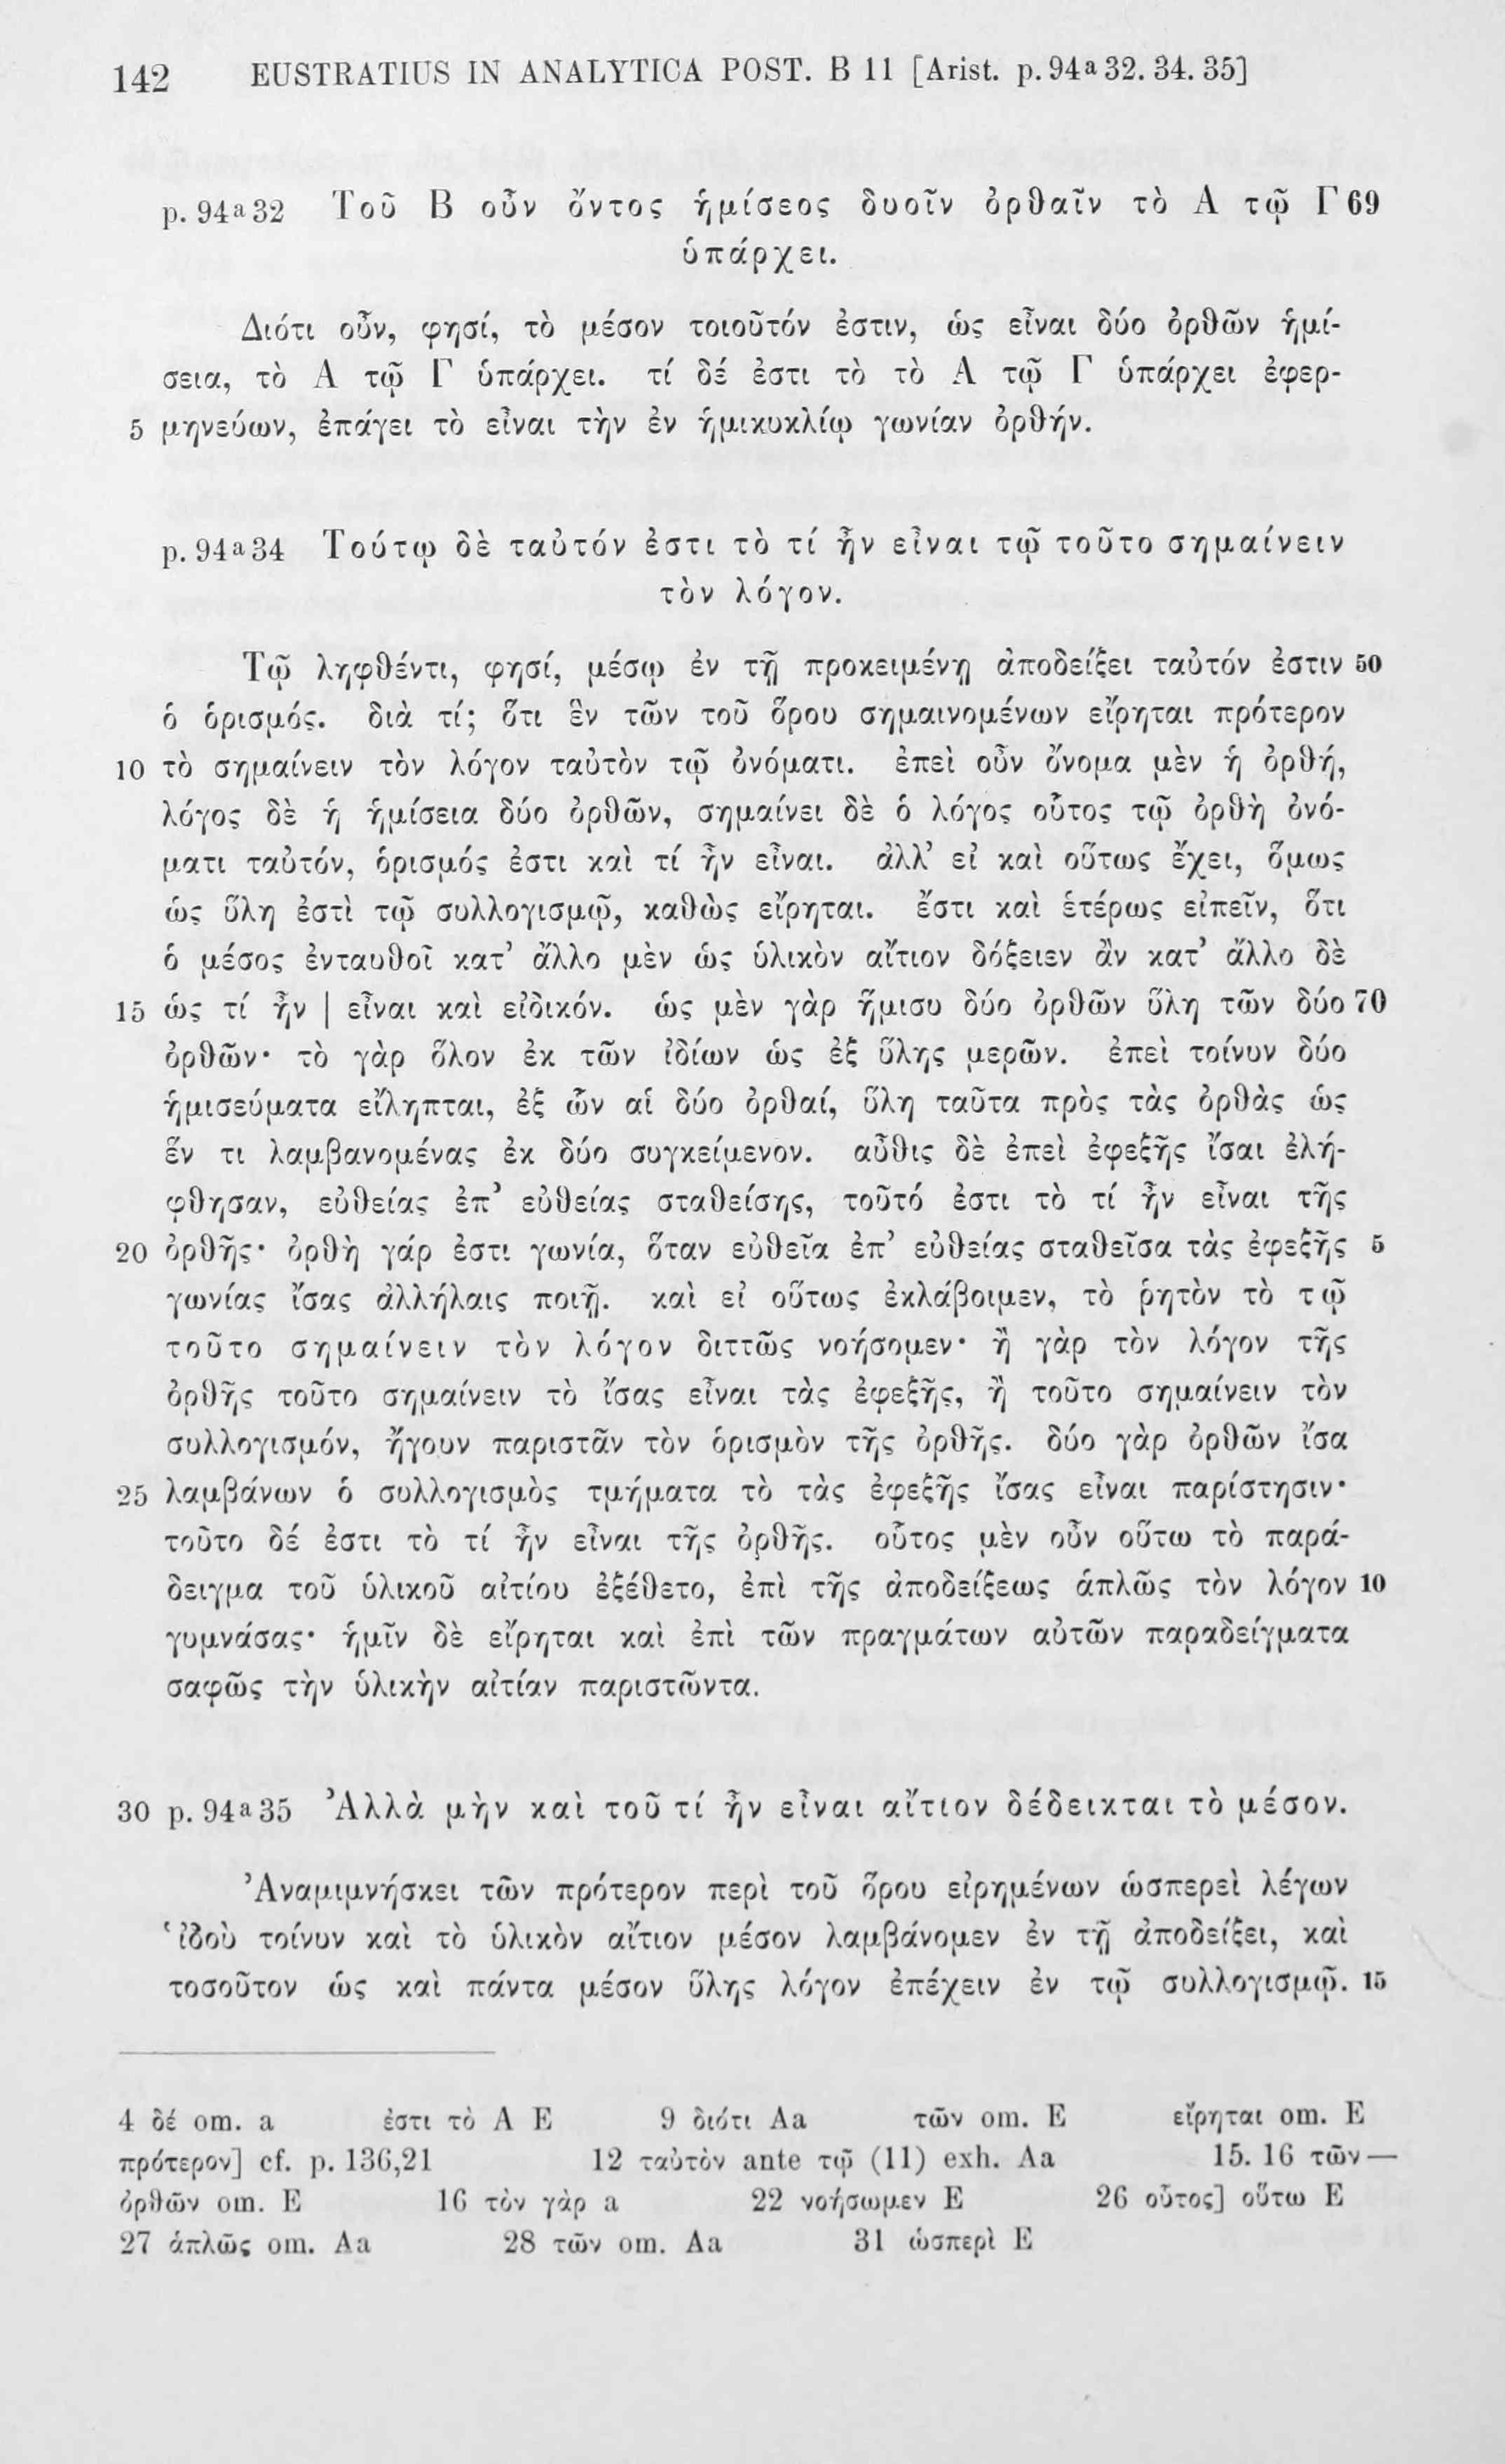 142 EUSTRATIUS IN ANALYTICA POST. B 11 [Arist. p. 94a 32. 34. 35]
p. 94a32 Τοῦ Β οὖν ὄντος ἡμίσεος δυοῖν ὀρθαῖν τὸ Α τῷ Γ 69
ὑπάρχει.
Διότι οὖν, φησί, τὸ μέσον τοιοῦτόν ἐστιν, ὡς εἶναι δύο ὀρθῶν ἡμί-
σεια, τὸ Α τῷ Γ ὑπάρχει. τί δέ ἐστι τὸ τὸ Α τῷ Γ ὑπάρχει ἐφερ-
5 μηνεύων, ἐπάγει τὸ εἶναι τὴν ἐν ἡμικυκλίῳ γωνίαν ὀρθήν.
p. 94a34 Τούτῳ δὲ ταὐτόν ἐστι τὸ τί ἦν εἶναι τῷ τοῦτο σημαίνειν
τὸν λόγον.
Τῷ ληφθέντι, φησί, μέσῳ ἐν τῇ προκειμένῃ ἀποδείξει ταὐτόν ἐστιν 50
ὁ ὁρισμός. διὰ τί; ὅτι ἓν τῶν τοῦ ὅρου σημαινομένων εἴρηται πρότερον
10 τὸ σημαίνειν τὸν λόγον ταὐτὸν τῷ ὀνόματι. ἐπεὶ οὖν ὄνομα μὲν ἡ ὀρθή,
λόγος δὲ ἡ ἡμίσεια δύο ὀρθῶν, σημαίνει δὲ ὁ λόγος οὗτος τῷ ὀρθὴ ὀνό-
ματι ταὐτόν, ὁρισμός ἐστι καὶ τί ἦν εἶναι. ἀλλ’ εἰ καὶ οὕτως ἔχει, ὅμως
ὡς ὕλη ἐστὶ τῷ συλλογισμῷ, καθὼς εἴρηται. ἔστι καὶ ἑτέρως εἰπεῖν, ὅτι
ὁ μέσος ἐνταυθοῖ κατ’ ἄλλο μὲν ὡς ὑλικὸν αἴτιον δόξειεν ἂν κατ’ ἄλλο δὲ
15 ὡς τί ἦν | εἶναι καὶ εἰδικόν. ὡς μὲν γὰρ ἥμισυ δύο ὀρθῶν ὕλη τῶν δύο 70
ὀρθῶν· τὸ γὰρ ὅλον ἐκ τῶν ἰδίων ὡς ἐξ ὕλης μερῶν. ἐπεὶ τοίνυν δύο
ἡμισεύματα εἴληπται, ἐξ ὧν αἱ δύο ὀρθαί, ὕλη ταῦτα πρὸς τὰς ὀρθὰς ὡς
ἕν τι λαμβανομένας ἐκ δύο συγκείμενον. αὖθις δὲ ἐπεὶ ἐφεξῆς ἴσαι ἐλή-
φθησαν, εὐθείας ἐπ’ εὐθείας σταθείσης, τοῦτό ἐστι τὸ τί ἦν εἶναι τῆς
20 ὀρθῆς· ὀρθὴ γάρ ἐστι γωνία, ὅταν εὐθεῖα ἐπ’ εὐθείας σταθεῖσα τὰς ἐφεξῆς 5
γωνίας ἴσας ἀλλήλαις ποιῇ. καὶ εἰ οὕτως ἐκλάβοιμεν, τὸ ῥητὸν τὸ τῷ
τοῦτο σημαίνειν τὸν λόγον διττῶς νοήσομεν· ἢ γὰρ τὸν λόγον τῆς
ὀρθῆς τοῦτο σημαίνειν τὸ ἴσας εἶναι τὰς ἐφεξῆς, ἢ τοῦτο σημαίνειν τὸν
συλλογισμόν, ἤγουν παριστᾶν τὸν ὁρισμὸν τῆς ὀρθῆς. δύο γὰρ ὀρθῶν ἴσα
25 λαμβάνων ὁ συλλογισμὸς τμήματα τὸ τὰς ἐφεξῆς ἴσας εἶναι παρίστησιν·
τοῦτο δέ ἐστι τὸ τί ἦν εἶναι τῆς ὀρθῆς. οὗτος μὲν οὖν οὕτω τὸ παρά-
δειγμα τοῦ ὑλικοῦ αἰτίου ἐξέθετο, ἐπὶ τῆς ἀποδείξεως ἁπλῶς τὸν λόγον 10
γυμνάσας· ἡμῖν δὲ εἴρηται καὶ ἐπὶ τῶν πραγμάτων αὐτῶν παραδείγματα
σαφῶς τὴν ὑλικὴν αἰτίαν παριστῶντα.
30 p. 94a35 Ἀλλὰ μὴν καὶ τοῦ τί ἦν εἶναι αἴτιον δέδεικται τὸ μέσον.
Ἀναμιμνήσκει τῶν πρότερον περὶ τοῦ ὅρου εἰρημένων ὡσπερεὶ λέγων
‘ἰδοὺ τοίνυν καὶ τὸ ὑλικὸν αἴτιον μέσον λαμβάνομεν ἐν τῇ ἀποδείξει, καὶ
τοσοῦτον ὡς καὶ πάντα μέσον ὕλης λόγον ἐπέχειν ἐν τῷ συλλογισμῷ. 15
4 δέ om. a ἐστι τὸ Α E 9 διότι Aa τῶν om. E εἴρηται om. E
πρότερον] cf. p. 136,21 12 ταὐτὸν ante τῷ (11) exh. Aa 15. 16 τῶν—
ὀρθῶν om. E 16 τὸν γὰρ a 22 νοήσωμεν E 26 οὗτος] οὕτω E
27 ἁπλῶς om. Aa 28 τῶν om. Aa 31 ὡσπερὶ E